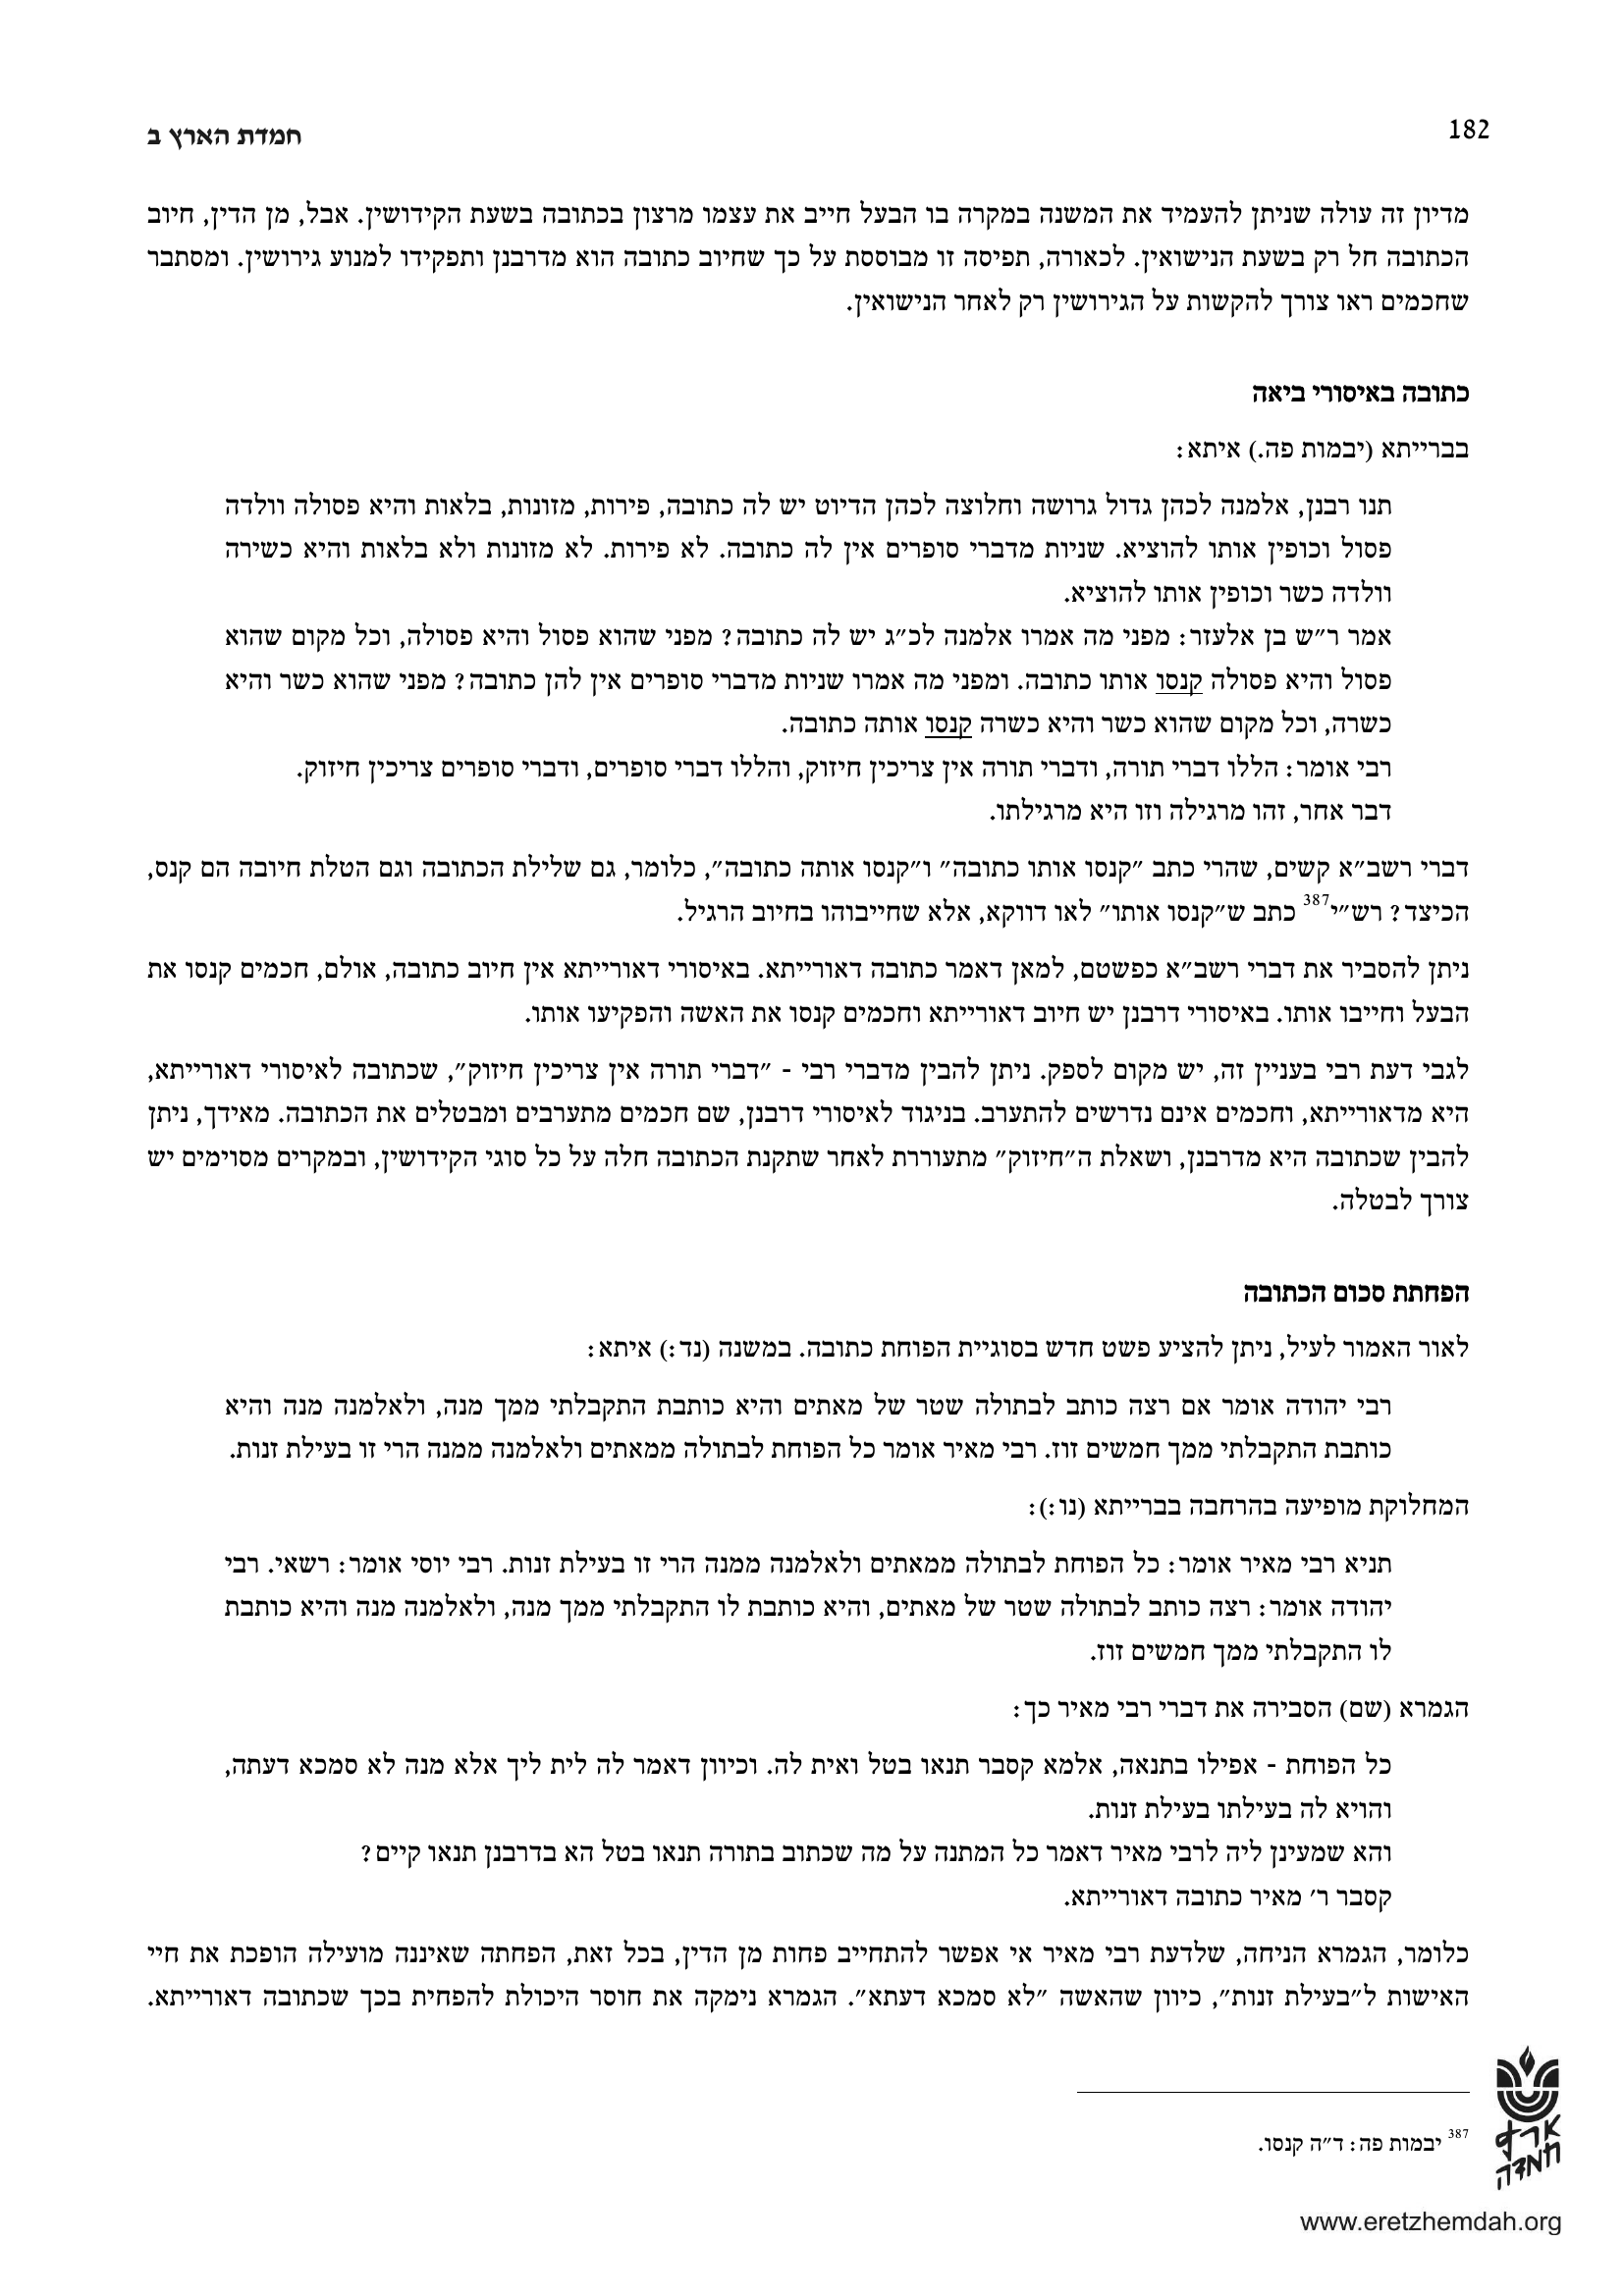 182
חמדת הארץ ב
מדיון זה עולה שניתן להעמיד את המשנה במקרה בו הבעל חייב את עצמו מרצון בכתובה בשעת הקידושין. אבל, מן הדין, חיוב
הכתובה חל רק בשעת הנישואין. לכאורה, תפיסה זו מבוססת על כך שחיוב כתובה הוא מדרבנן ותפקידו למנוע גירושין. ומסתבר
שחכמים ראו צורך להקשות על הגירושין רק לאחר הנישואין.
כתובה באיסורי ביאה
בברייתא (יבמות פה.) איתא:
תנו רבנן, אלמנה לכהן גדול גרושה וחלוצה לכהן הדיוט יש לה כתובה, פירות, מזונות, בלאות והיא פסולה וולדה
פסול וכופין אותו להוציא. שניות מדברי סופרים אין לה כתובה. לא פירות. לא מזונות ולא בלאות והיא כשירה
וולדה כשר וכופין אותו להוציא.
אמר ר״ש בן אלעזר: מפני מה אמרו אלמנה לכ״ג יש לה כתובה? מפני שהוא פסול והיא פסולה, וכל מקום שהוא
פסול והיא פסולה קנסו אותו כתובה. ומפני מה אמרו שניות מדברי סופרים אין להן כתובה? מפני שהוא כשר והיא
כשרה, וכל מקום שהוא כשר והיא כשרה קנסו אותה כתובה.
רבי אומר: הללו דברי תורה, ודברי תורה אין צריכין חיזוק, והללו דברי סופרים, ודברי סופרים צריכין חיזוק.
דבר אחר, זהו מרגילה וזו היא מרגילתו.
דברי רשב״א קשים, שהרי כתב ״קנסו אותו כתובה״ ו״קנסו אותה כתובה״, כלומר, גם שלילת הכתובה וגם הטלת חיובה הם קנס,
הכיצד? רש״י387 כתב ש״קנסו אותו״ לאו דווקא, אלא שחייבוהו בחיוב הרגיל.
ניתן להסביר את דברי רשב״א כפשטם, למאן דאמר כתובה דאורייתא. באיסורי דאורייתא אין חיוב כתובה, אולם, חכמים קנסו את
הבעל וחייבו אותו. באיסורי דרבנן יש חיוב דאורייתא וחכמים קנסו את האשה והפקיעו אותו.
לגבי דעת רבי בעניין זה, יש מקום לספק. ניתן להבין מדברי רבי - ״דברי תורה אין צריכין חיזוק״, שכתובה לאיסורי דאורייתא,
היא מדאורייתא, וחכמים אינם נדרשים להתערב. בניגוד לאיסורי דרבנן, שם חכמים מתערבים ומבטלים את הכתובה. מאידך, ניתן
להבין שכתובה היא מדרבנן, ושאלת ה״חיזוק״ מתעוררת לאחר שתקנת הכתובה חלה על כל סוגי הקידושין, ובמקרים מסוימים יש
צורך לבטלה.
הפחתת סכום הכתובה
לאור האמור לעיל, ניתן להציע פשט חדש בסוגיית הפוחת כתובה. במשנה (נד:) איתא:
רבי יהודה אומר אם רצה כותב לבתולה שטר של מאתים והיא כותבת התקבלתי ממך מנה, ולאלמנה מנה והיא
כותבת התקבלתי ממך חמשים זוז. רבי מאיר אומר כל הפוחת לבתולה ממאתים ולאלמנה ממנה הרי זו בעילת זנות.
המחלוקת מופיעה בהרחבה בברייתא (נו:):
תניא רבי מאיר אומר: כל הפוחת לבתולה ממאתים ולאלמנה ממנה הרי זו בעילת זנות. רבי יוסי אומר: רשאי. רבי
יהודה אומר: רצה כותב לבתולה שטר של מאתים, והיא כותבת לו התקבלתי ממך מנה, ולאלמנה מנה והיא כותבת
לו התקבלתי ממך חמשים זוז.
הגמרא (שם) הסבירה את דברי רבי מאיר כך:
כל הפוחת - אפילו בתנאה, אלמא קסבר תנאו בטל ואית לה. וכיוון דאמר לה לית ליך אלא מנה לא סמכא דעתה,
והויא לה בעילתו בעילת זנות.
והא שמעינן ליה לרבי מאיר דאמר כל המתנה על מה שכתוב בתורה תנאו בטל הא בדרבנן תנאו קיים?
קסבר ר׳ מאיר כתובה דאורייתא.
כלומר, הגמרא הניחה, שלדעת רבי מאיר אי אפשר להתחייב פחות מן הדין, בכל זאת, הפחתה שאיננה מועילה הופכת את חיי
האישות ל״בעילת זנות״, כיוון שהאשה ״לא סמכא דעתא״. הגמרא נימקה את חוסר היכולת להפחית בכך שכתובה דאורייתא.
387 יבמות פה: ד״ה קנסו.
ארץ
חמדה
www.eretzhemdah.org